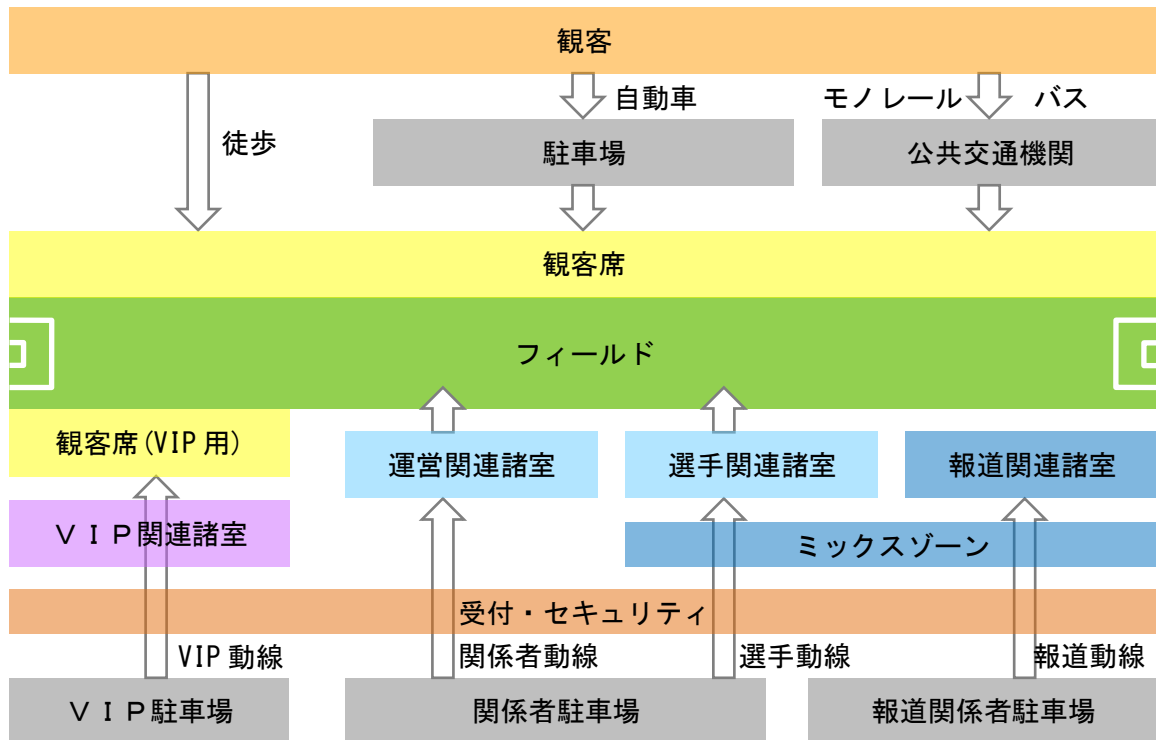 観客
自動車
モノレール
バス
徒歩
駐車場
公共交通機関
観客席
フィールド
観客席(VIP用)
運営関連諸室
選手関連諸室
報道関連諸室
ＶＩＰ関連諸室
ミックスゾーン
受付・セキュリティ
VIP動線
関係者動線
選手動線
報道動線
ＶＩＰ駐車場
関係者駐車場
報道関係者駐車場